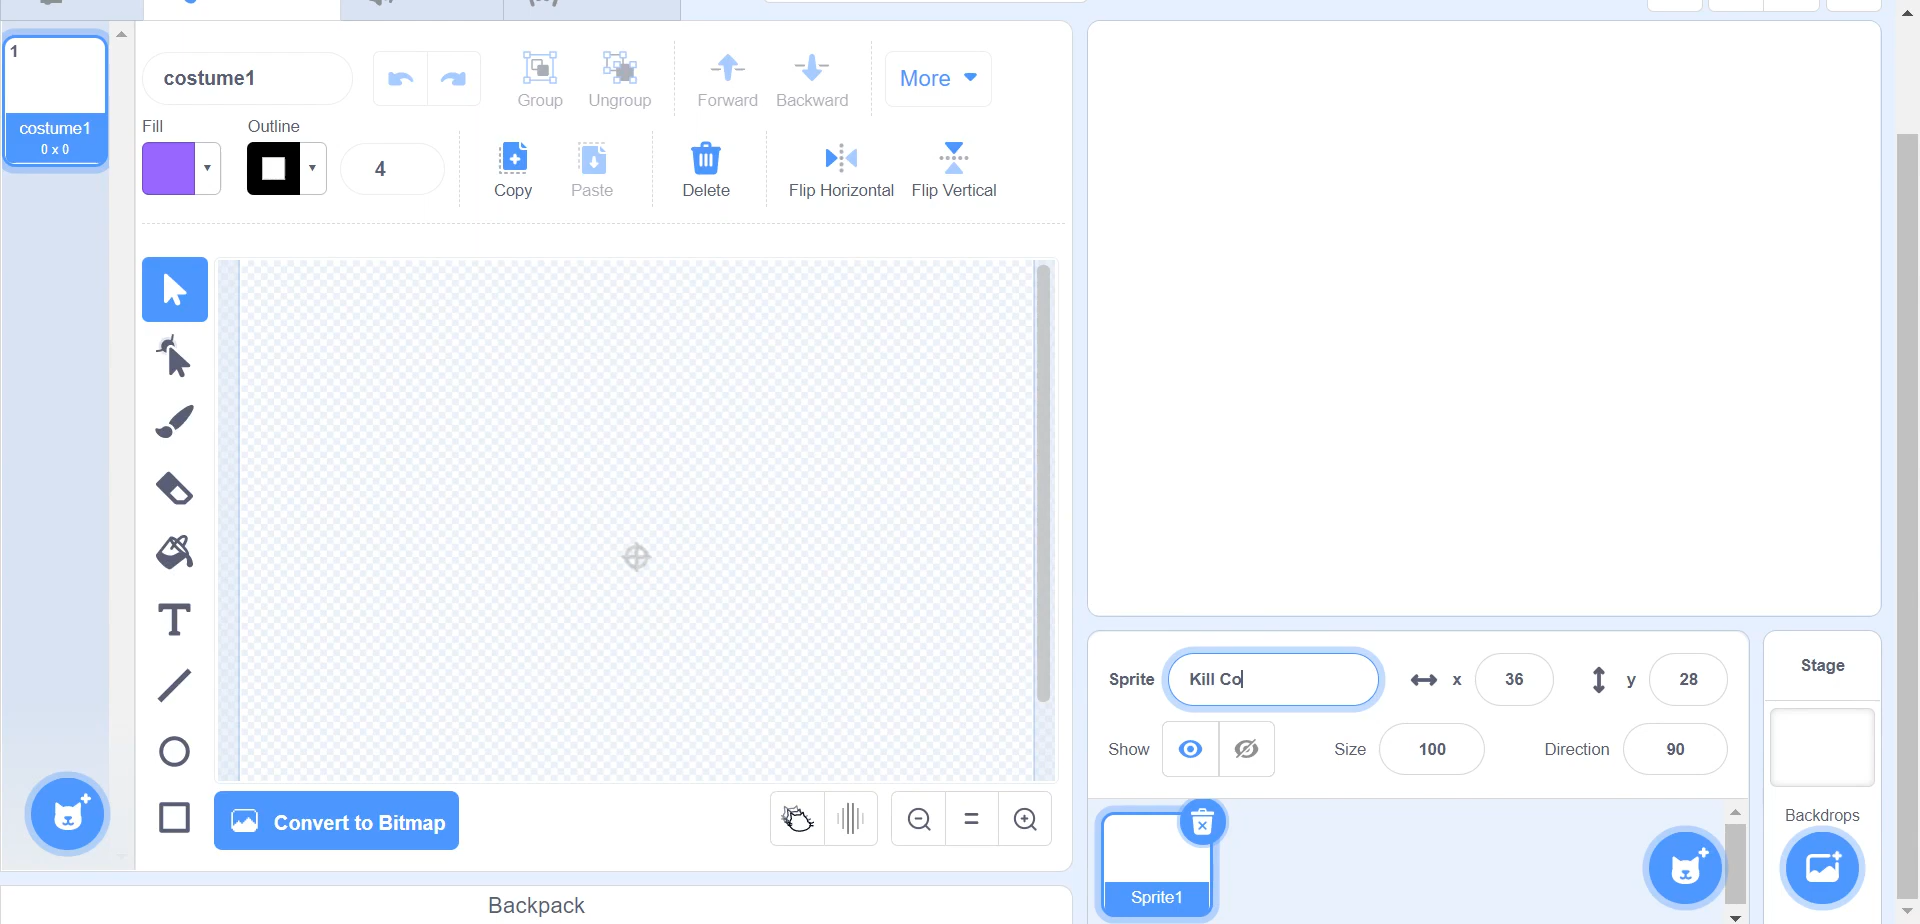 1
costume1
0 x 0
costume1
Group
Ungroup
Forward
Backward
More
Fill
Outline
4
Copy
Paste
Delete
Flip Horizontal
Flip Vertical
T
Convert to Bitmap
=
Backpack
Sprite
Kill Co
x
36
y
28
Show
Size
100
Direction
90
Sprite1
Stage
Backdrops